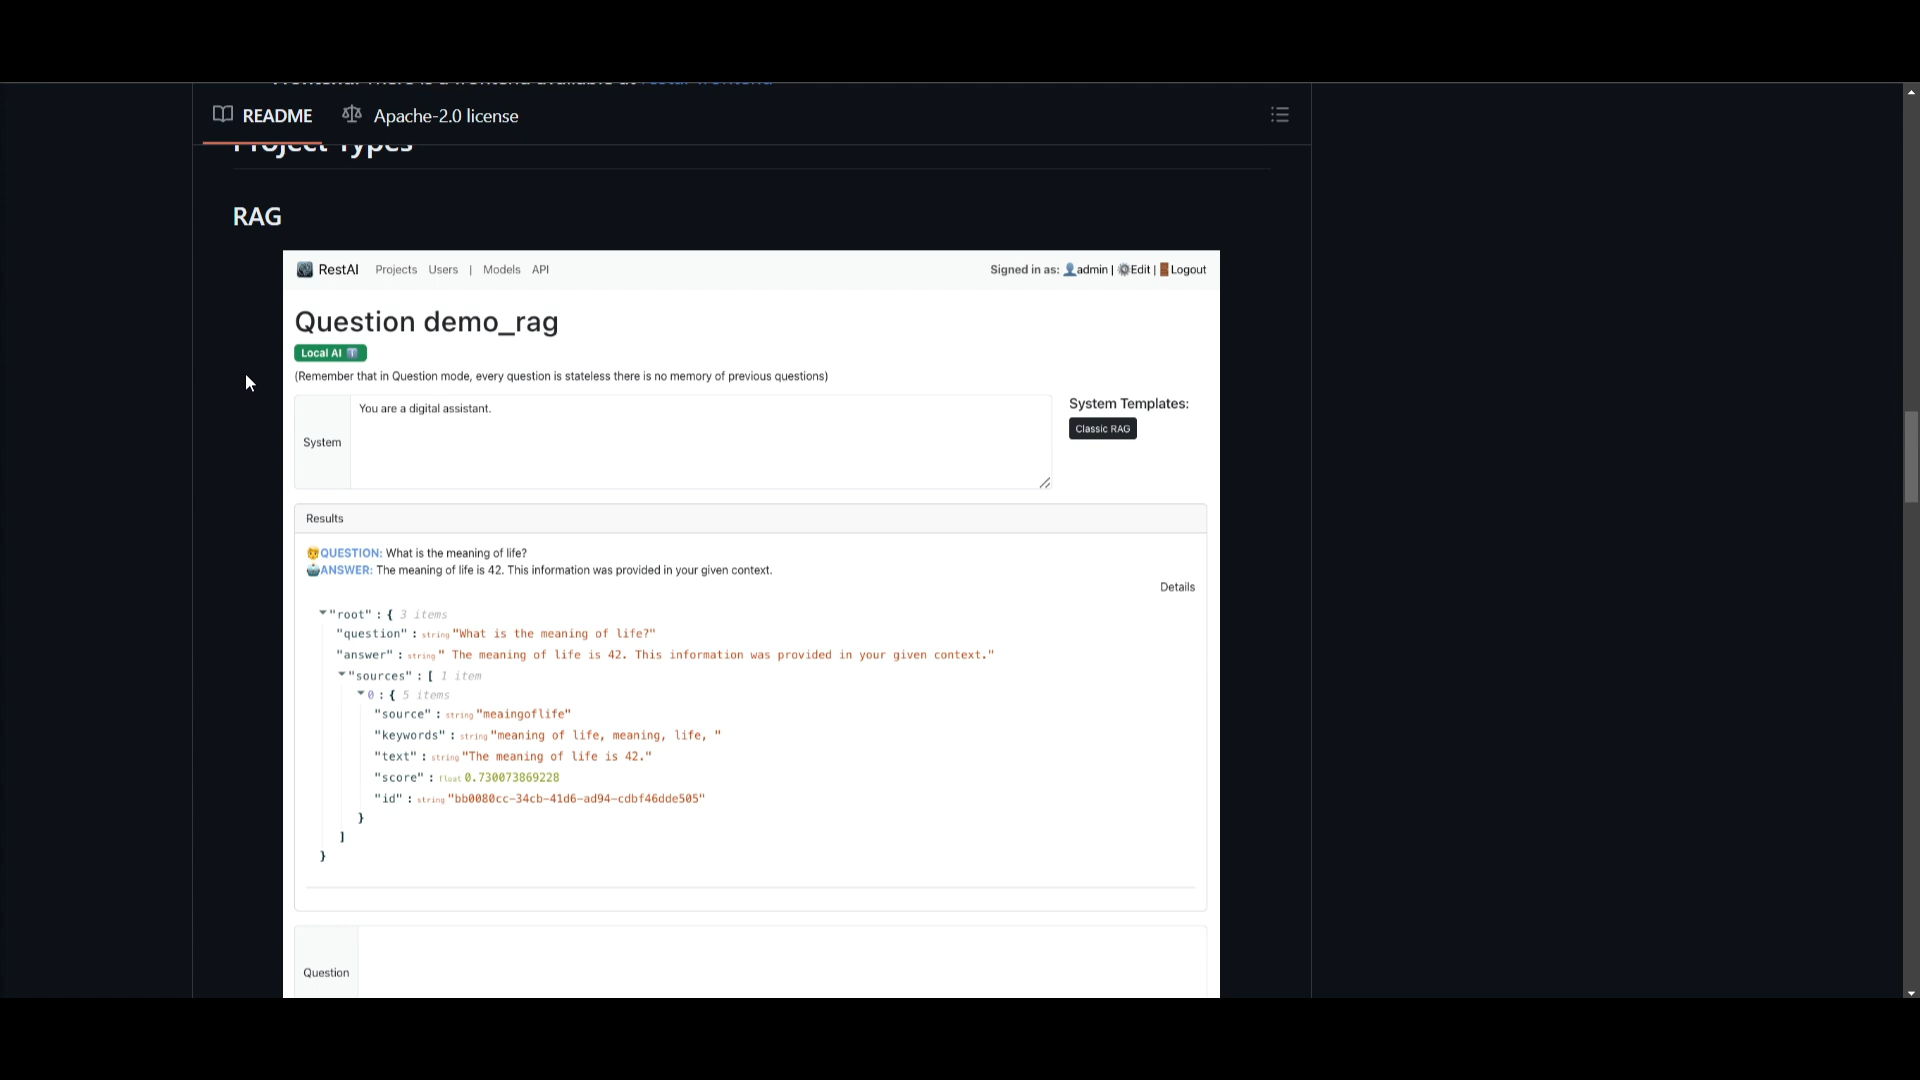 README
Apache-2.0 license
Project Types
RAG
RestAI Projects Users | Models API
Signed in as: admin | Edit | Logout
Question demo_rag
Local AI
(Remember that in Question mode, every question is stateless there is no memory of previous questions)
System
You are a digital assistant.
System Templates:
Classic RAG
Results
QUESTION: What is the meaning of life?
ANSWER: The meaning of life is 42. This information was provided in your given context.
Details
"root" : { 3 items
"question" : string "What is the meaning of life?"
"answer" : string " The meaning of life is 42. This information was provided in your given context."
"sources" : [ 1 item
0 : { 5 items
"source" : string "meaingoflife"
"keywords" : string "meaning of life, meaning, life, "
"text" : string "The meaning of life is 42."
"score" : float 0.730073869228
"id" : string "bb0080cc-34cb-41d6-ad94-cdbf46dde505"
}
]
}
Question